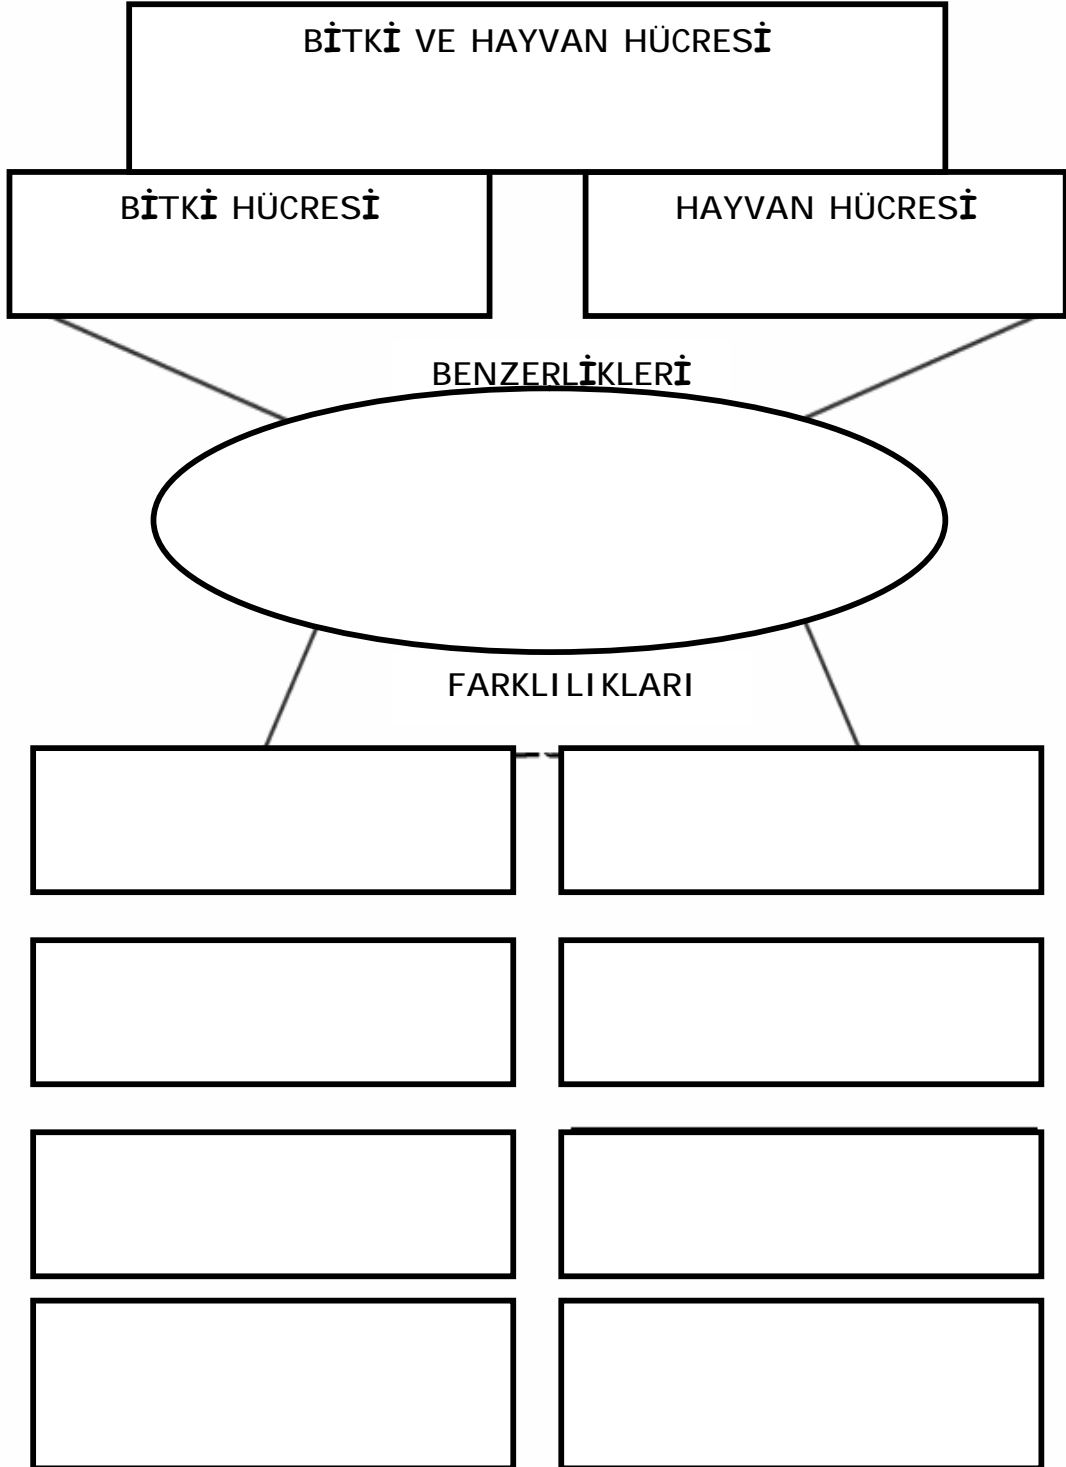 BİTKİ VE HAYVAN HÜCRESİ
BİTKİ HÜCRESİ
HAYVAN HÜCRESİ
BENZERLİKLERİ
FARKLILIKLARI